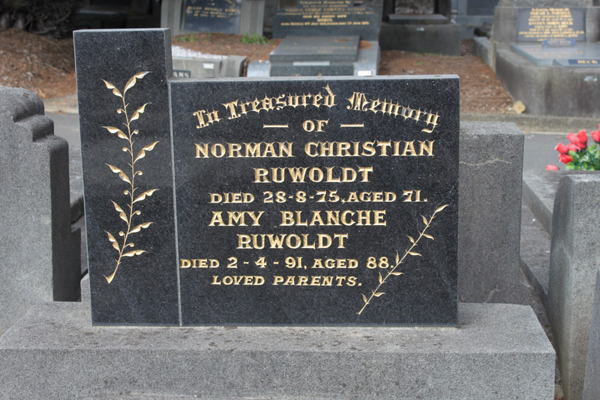 In Treasured Memory
— OF —
NORMAN CHRISTIAN
RUWOLDT
DIED 28-8-75, AGED 71.
AMY BLANCHE
RUWOLDT
DIED 2-4-91, AGED 88.
LOVED PARENTS.